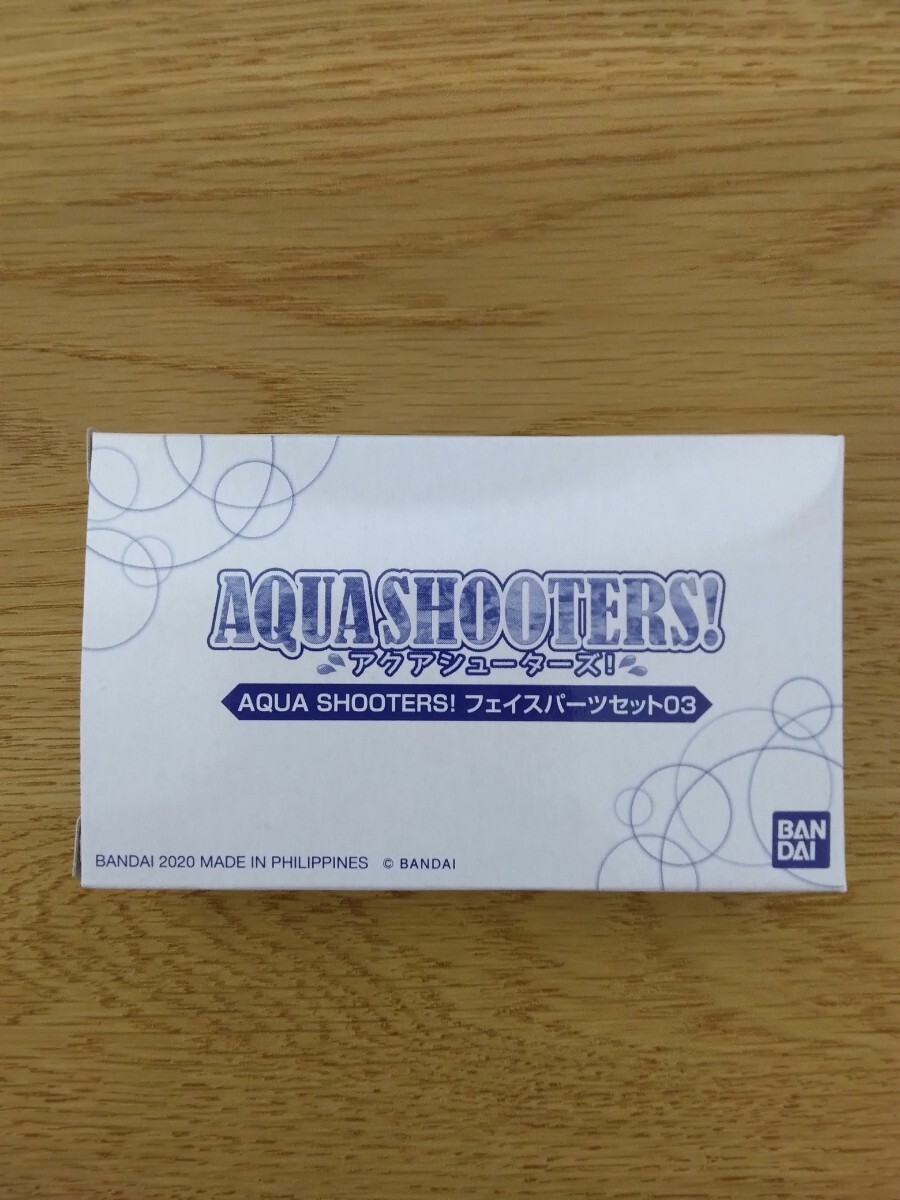 AQUA SHOOTERS!
アクアシューターズ!
AQUA SHOOTERS! フェイスパーツセット03
BANDAI 2020 MADE IN PHILIPPINES © BANDAI
BAN
DAI